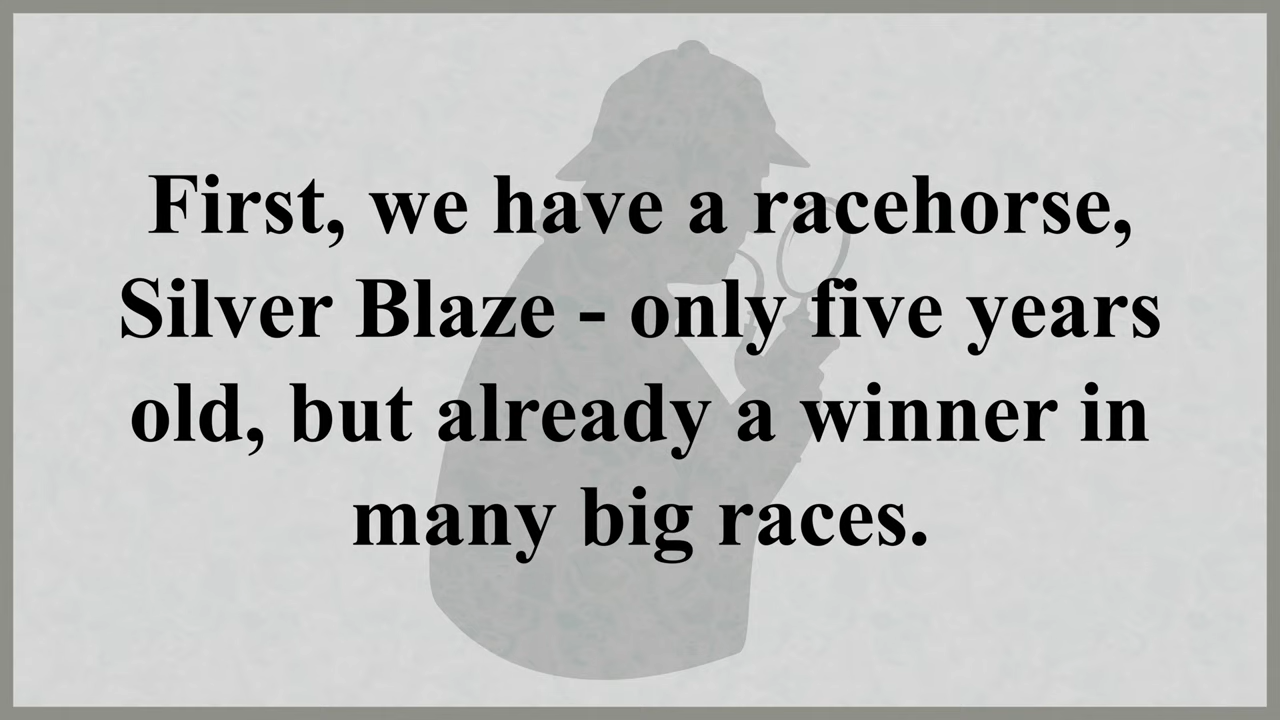 First, we have a racehorse,
Silver Blaze - only five years
old, but already a winner in
many big races.